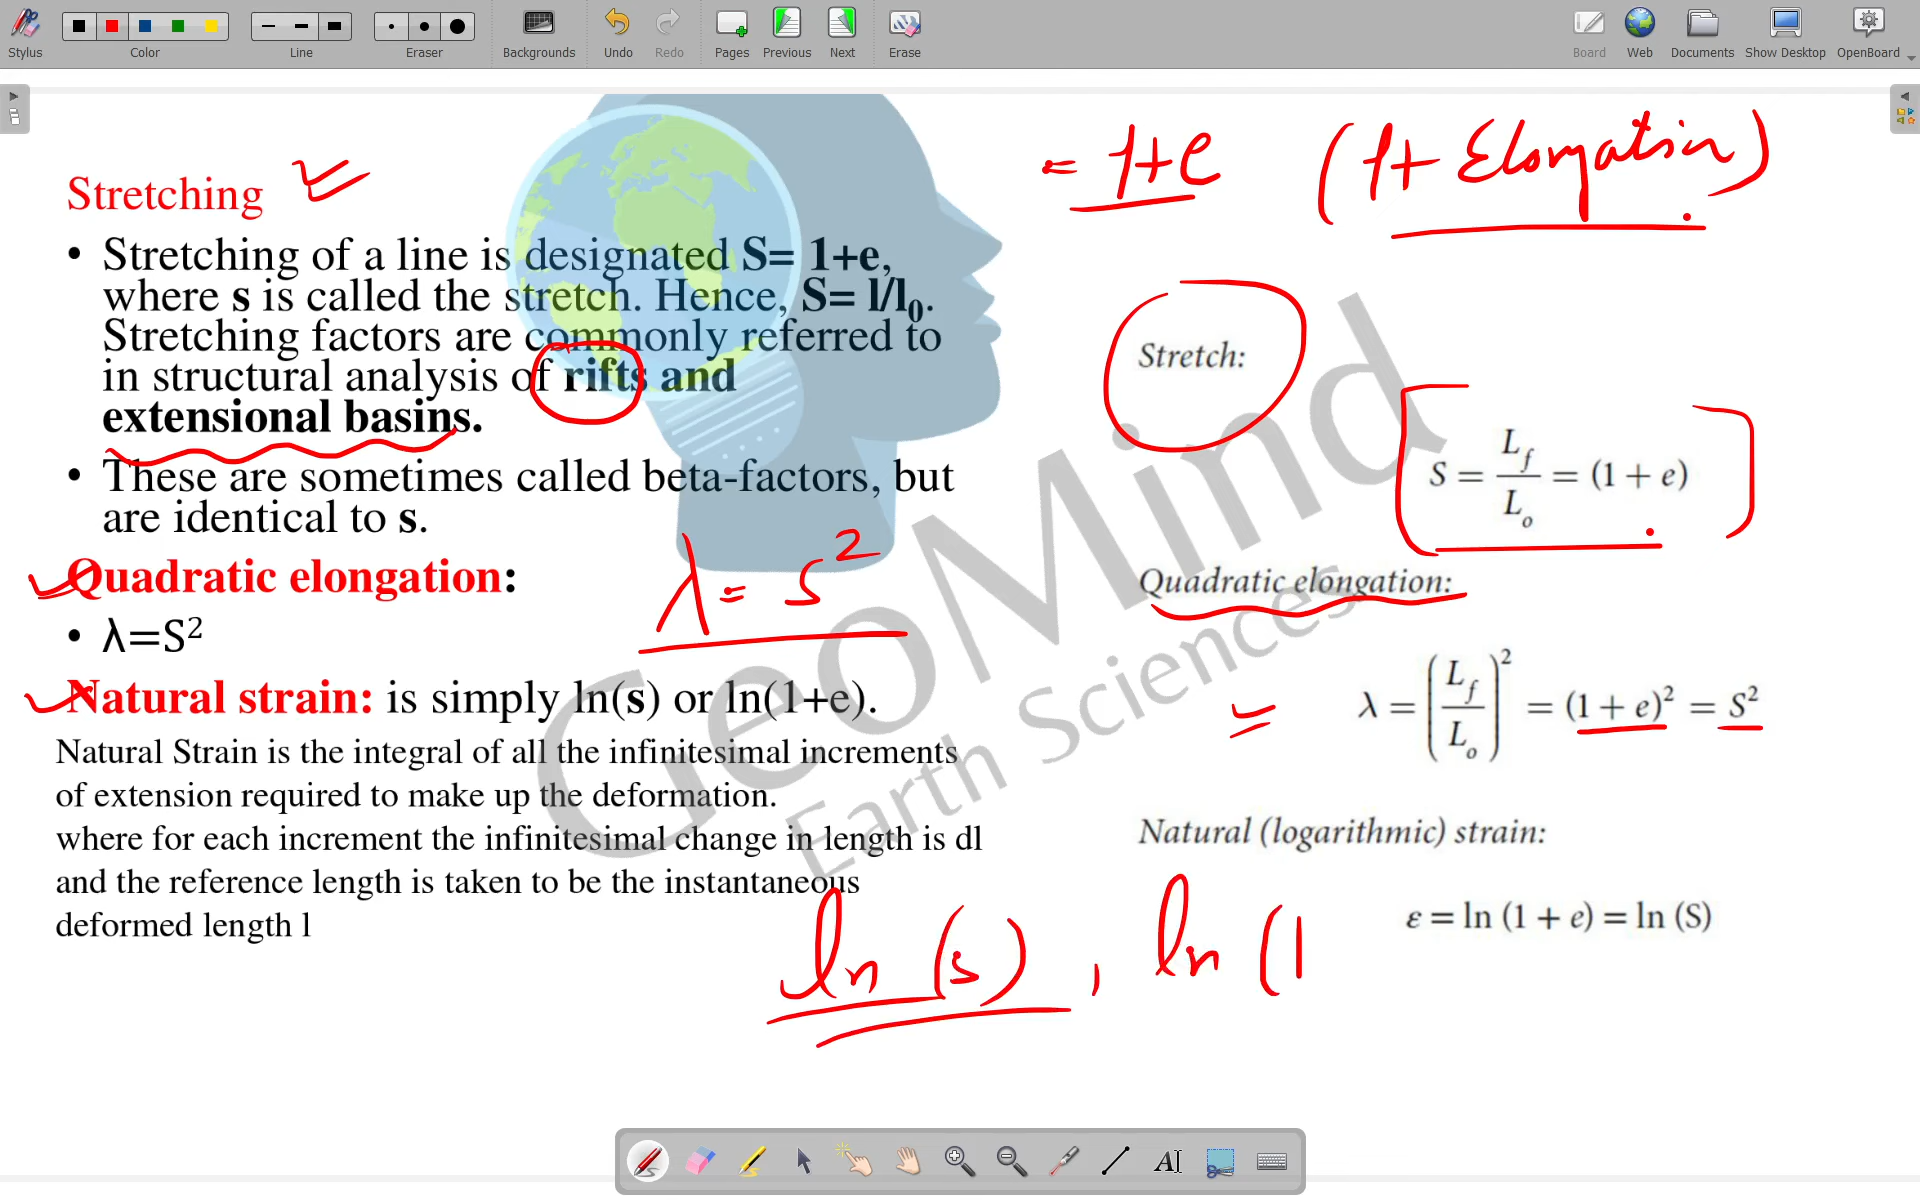 Stylus
Color
Line
Eraser
Backgrounds
Undo
Redo
Pages
Previous
Next
Erase
Board
Web
Documents
Show Desktop
OpenBoard
= 1+e (1+ Elongation)
Stretching
• Stretching of a line is designated S= 1+e,
where s is called the stretch. Hence, S= l/l₀.
Stretching factors are commonly referred to
in structural analysis of rifts and
extensional basins.
• These are sometimes called beta-factors, but
are identical to s.
Quadratic elongation:
• λ=S²
λ = s²
Natural strain: is simply ln(s) or ln(1+e).
Natural Strain is the integral of all the infinitesimal increments
of extension required to make up the deformation.
where for each increment the infinitesimal change in length is dl
and the reference length is taken to be the instantaneous
deformed length l
ln (s) , ln (1
Stretch:
S = L_f / L_o = (1 + e)
Quadratic elongation:
λ = (L_f / L_o)² = (1 + e)² = S²
Natural (logarithmic) strain:
ε = ln (1 + e) = ln (S)
GeoMind
Earth Sciences